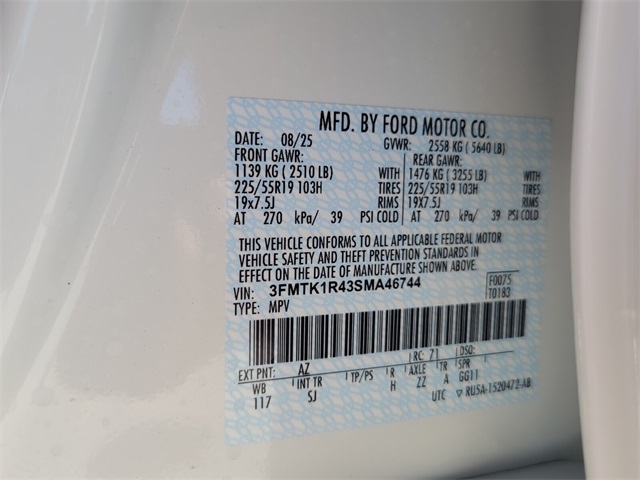 MFD. BY FORD MOTOR CO.
DATE: 08/25 GVWR: 2558 KG ( 5640 LB)
FRONT GAWR: REAR GAWR:
1139 KG ( 2510 LB) WITH 1476 KG ( 3255 LB) WITH
225/55R19 103H TIRES 225/55R19 103H TIRES
19x7.5J RIMS 19x7.5J RIMS
AT 270 kPa/ 39 PSI COLD AT 270 kPa/ 39 PSI COLD
THIS VEHICLE CONFORMS TO ALL APPLICABLE FEDERAL MOTOR
VEHICLE SAFETY AND THEFT PREVENTION STANDARDS IN
EFFECT ON THE DATE OF MANUFACTURE SHOWN ABOVE.
VIN: 3FMTK1R43SMA46744 F0075
TYPE: MPV T0183
EXT PNT: AZ RC: 71 DSO:
WB INT TR TP/PS R AXLE TR SPR
117 SJ H ZZ A GG11
UTC ▽ RU5A-1520472-AB